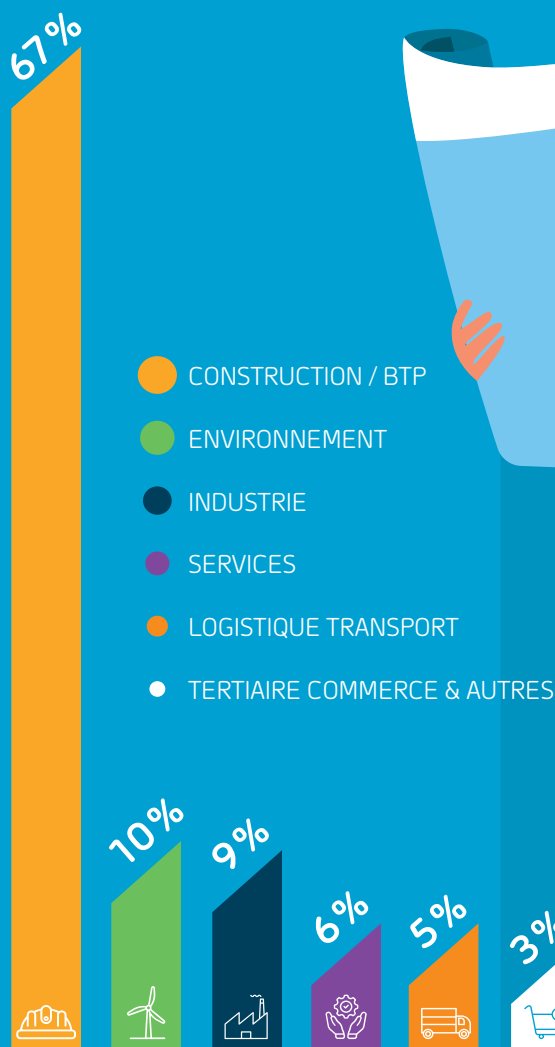 67%
CONSTRUCTION / BTP
ENVIRONNEMENT
INDUSTRIE
SERVICES
LOGISTIQUE TRANSPORT
TERTIAIRE COMMERCE & AUTRES
10%
9%
6%
5%
3%